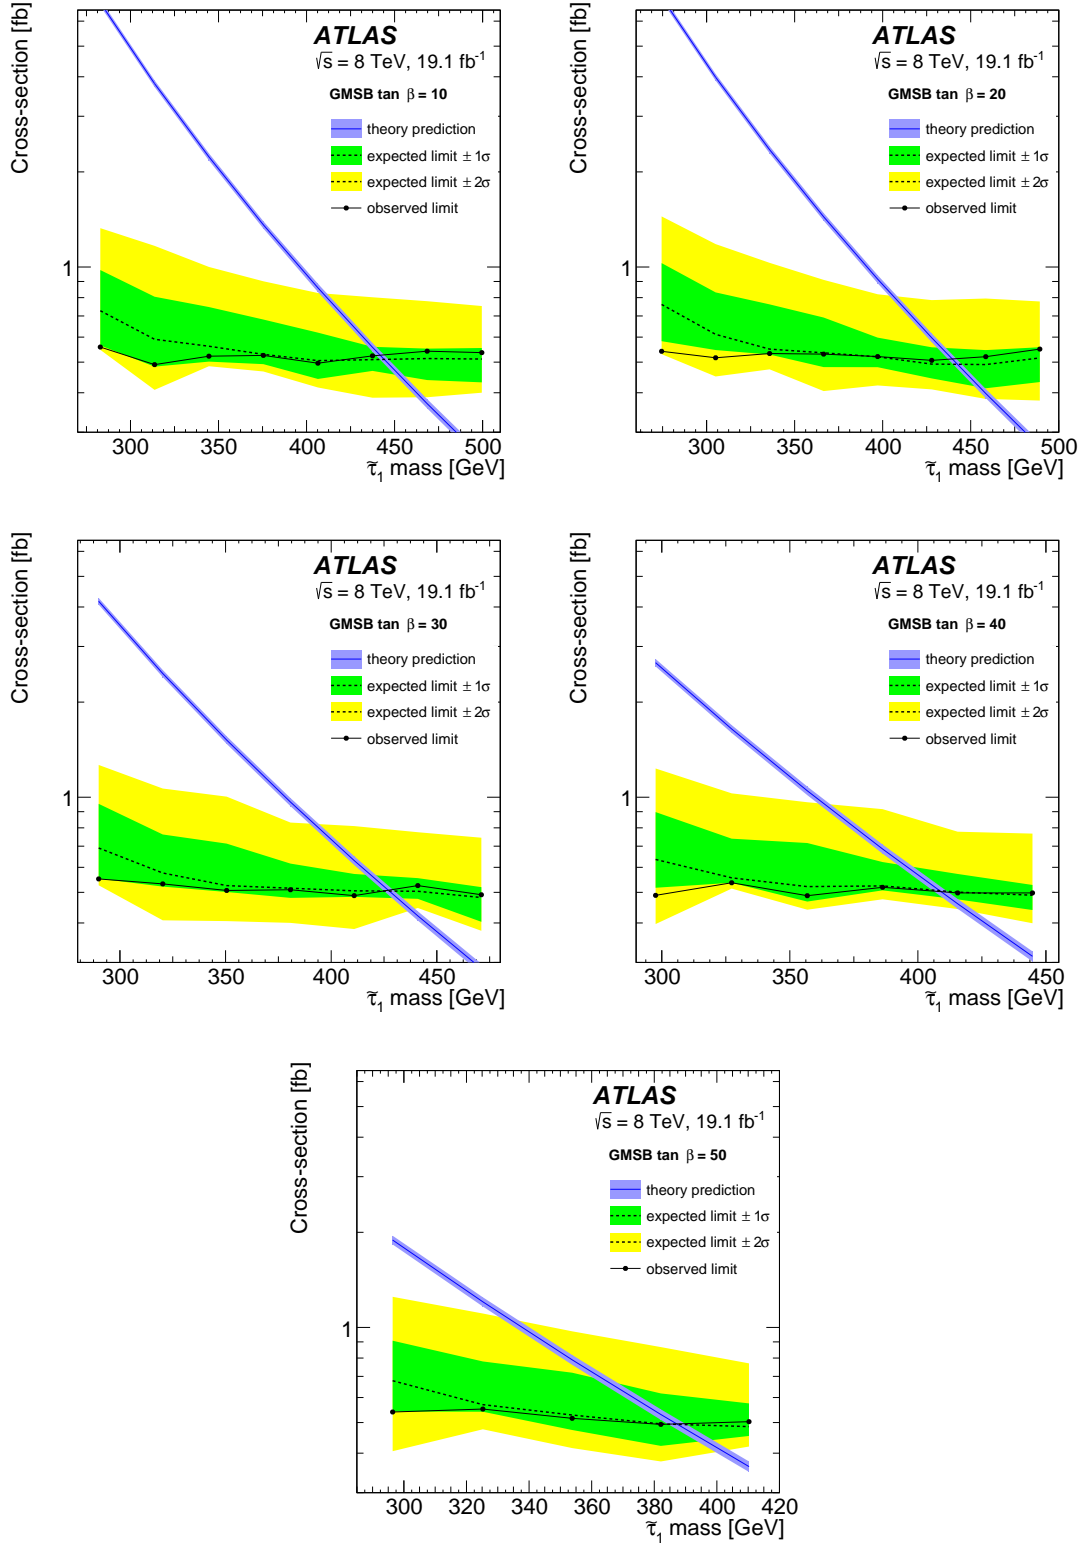 Cross-section [fb]
ATLAS
√s = 8 TeV, 19.1 fb-1
GMSB tan β = 10
theory prediction
expected limit ± 1σ
expected limit ± 2σ
observed limit
1
300 350 400 450 500
τ̃1 mass [GeV]
Cross-section [fb]
ATLAS
√s = 8 TeV, 19.1 fb-1
GMSB tan β = 20
theory prediction
expected limit ± 1σ
expected limit ± 2σ
observed limit
1
300 350 400 450 500
τ̃1 mass [GeV]
Cross-section [fb]
ATLAS
√s = 8 TeV, 19.1 fb-1
GMSB tan β = 30
theory prediction
expected limit ± 1σ
expected limit ± 2σ
observed limit
1
300 350 400 450
τ̃1 mass [GeV]
Cross-section [fb]
ATLAS
√s = 8 TeV, 19.1 fb-1
GMSB tan β = 40
theory prediction
expected limit ± 1σ
expected limit ± 2σ
observed limit
1
300 350 400 450
τ̃1 mass [GeV]
Cross-section [fb]
ATLAS
√s = 8 TeV, 19.1 fb-1
GMSB tan β = 50
theory prediction
expected limit ± 1σ
expected limit ± 2σ
observed limit
1
300 320 340 360 380 400 420
τ̃1 mass [GeV]